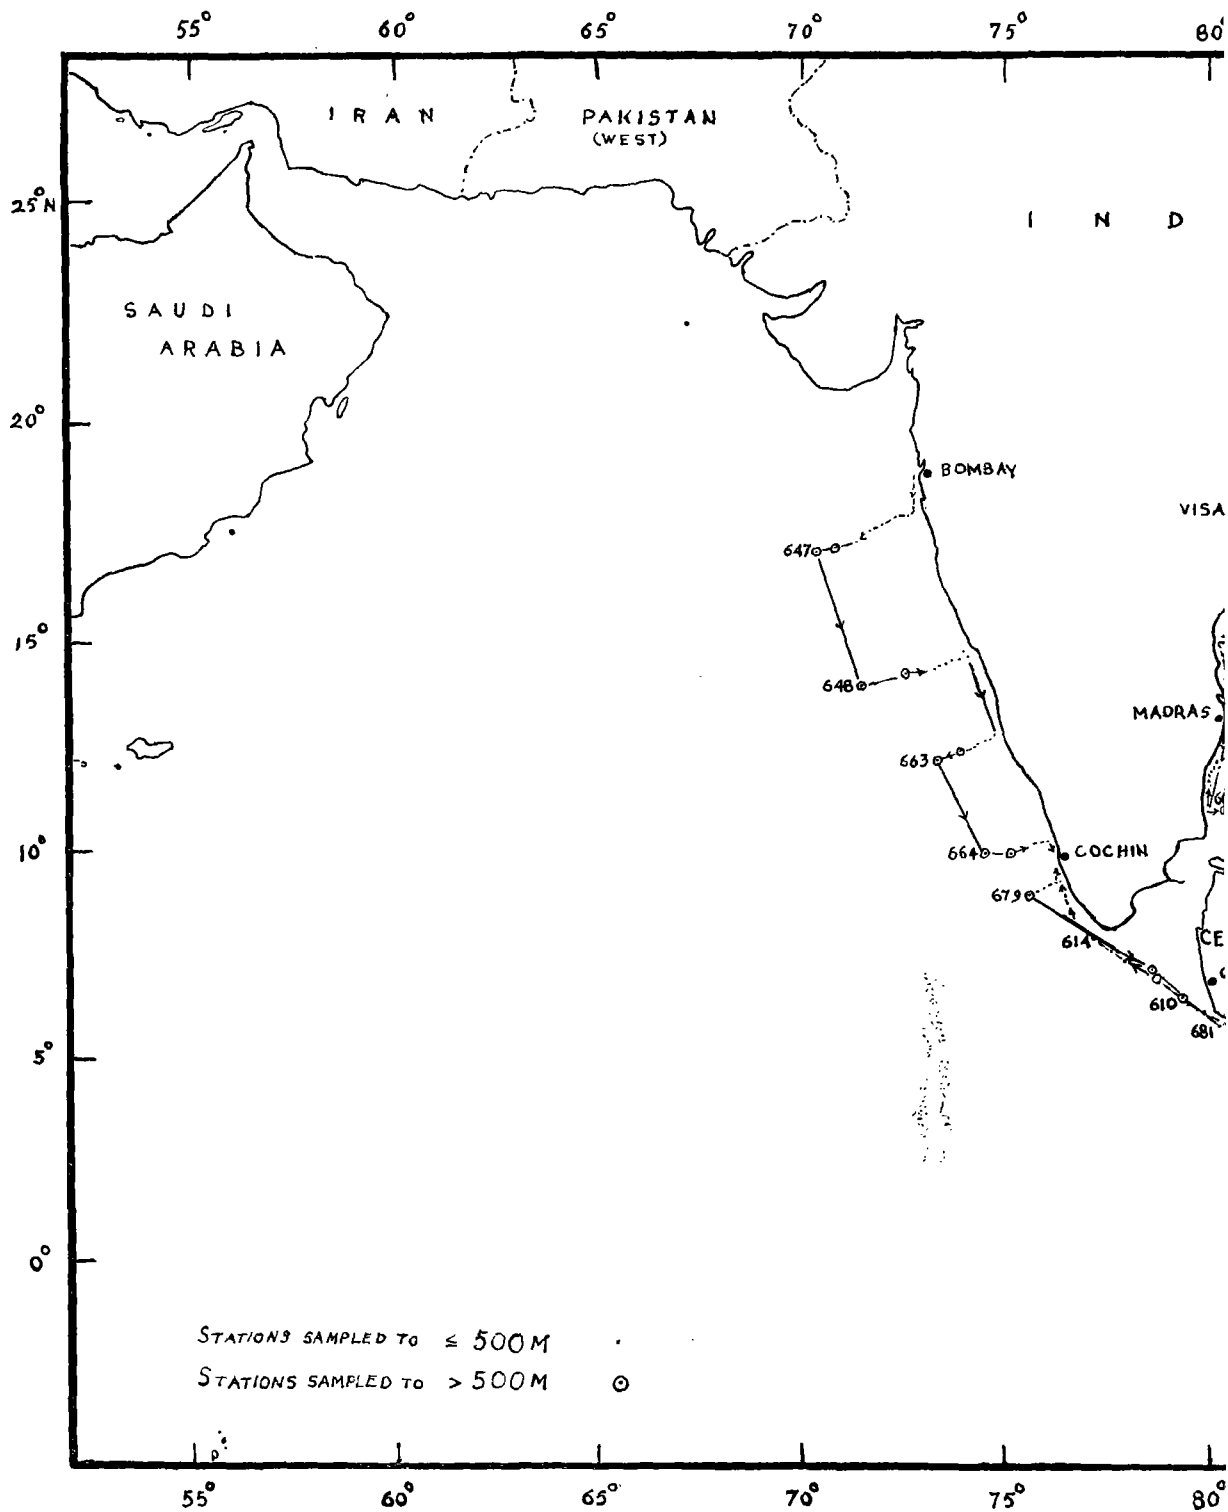 55° 60° 65° 70° 75° 80
IRAN
PAKISTAN
(WEST)
25°N
I N D
SAUDI
ARABIA
20°
BOMBAY
VISA
647
15°
648
MADRAS
663
10°
664
COCHIN
679
614
CE
610
681
5°
0°
STATIONS SAMPLED TO ≤ 500M
STATIONS SAMPLED TO > 500M
55° 60° 65° 70° 75° 80°